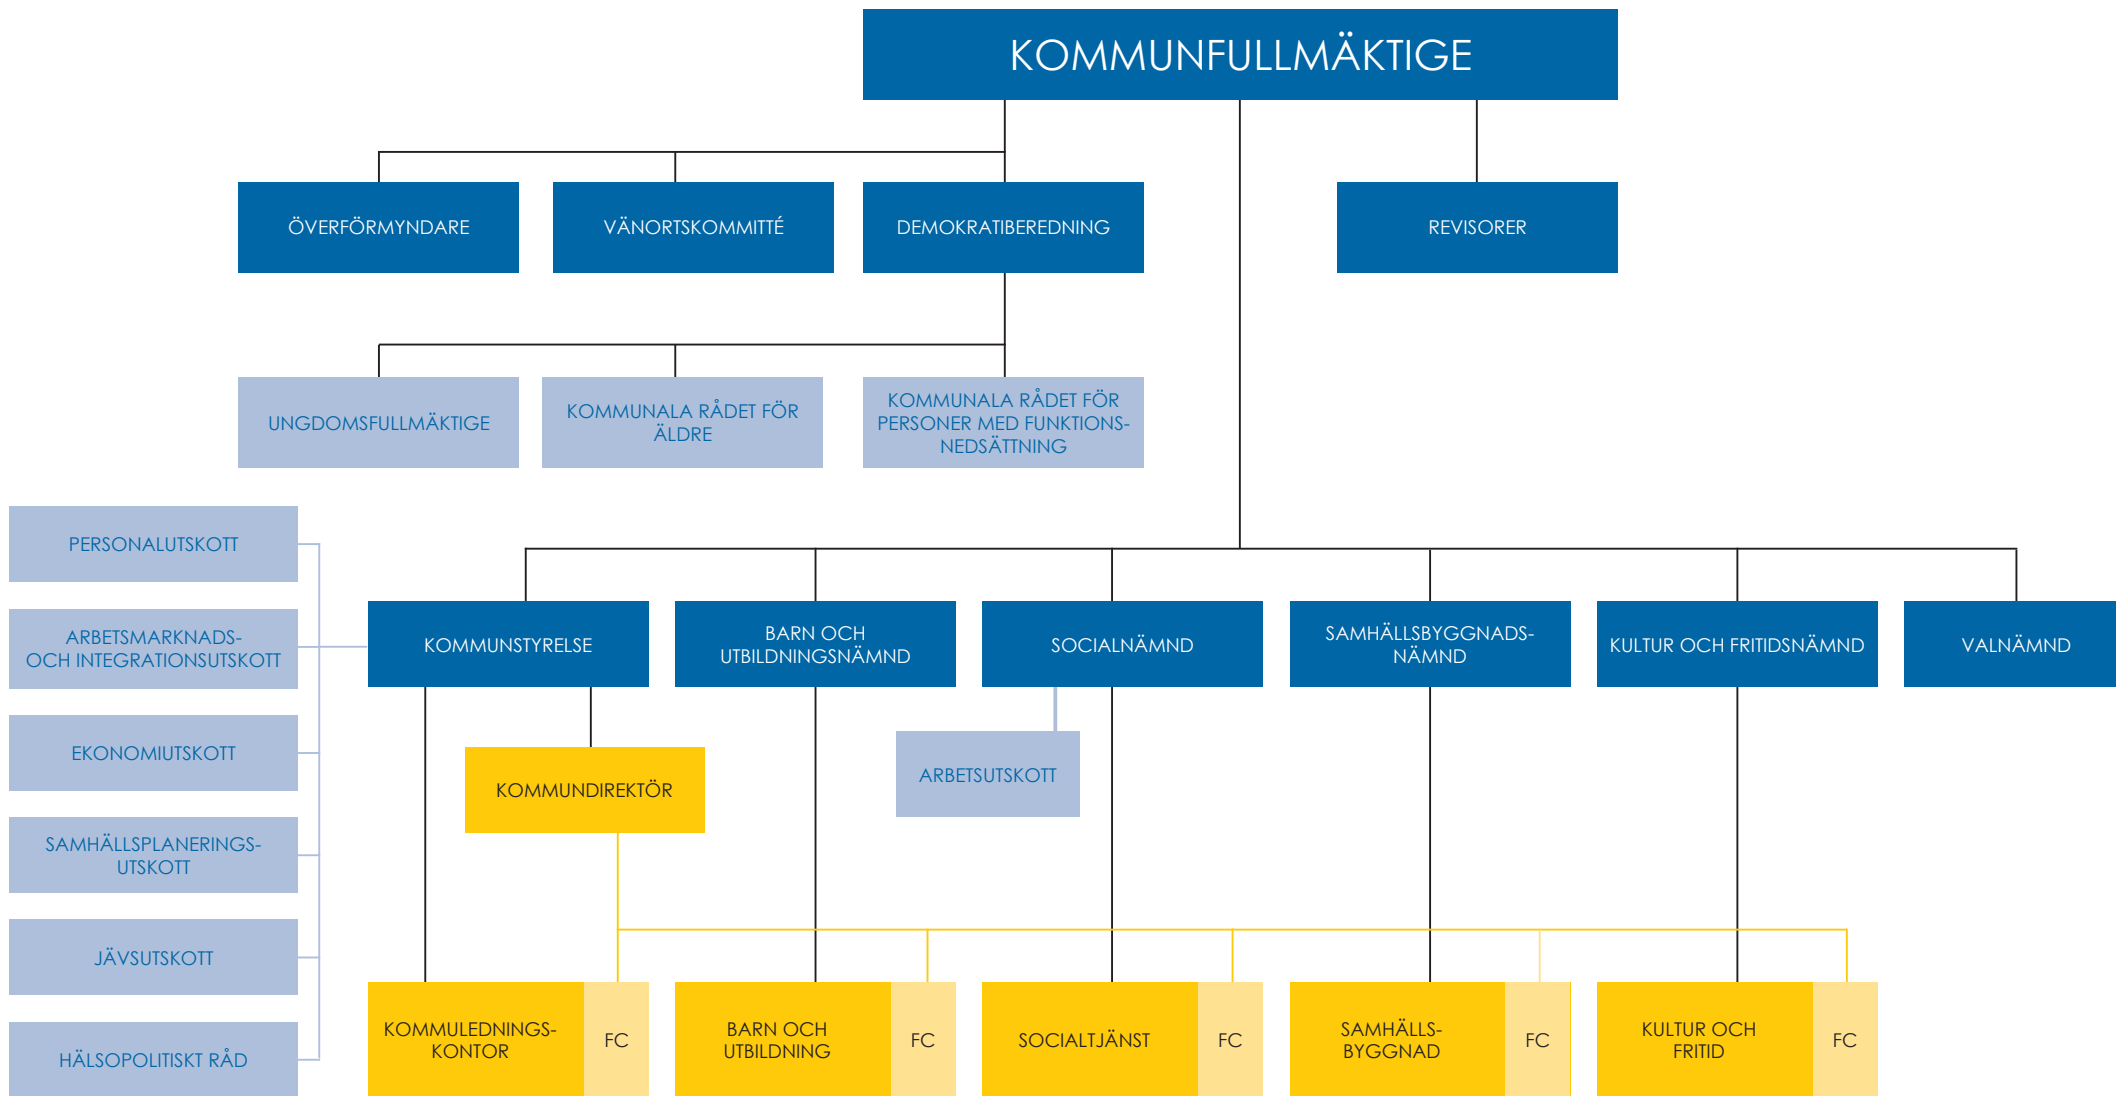 KOMMUNFULLMÄKTIGE
ÖVERFÖRMYNDARE
VÄNORTSKOMMITTÉ
DEMOKRATIBEREDNING
REVISORER
UNGDOMSFULLMÄKTIGE
KOMMUNALA RÅDET FÖR
ÄLDRE
KOMMUNALA RÅDET FÖR
PERSONER MED FUNKTIONS-
NEDSÄTTNING
PERSONALUTSKOTT
ARBETSMARKNADS-
OCH INTEGRATIONSUTSKOTT
EKONOMIUTSKOTT
SAMHÄLLSPLANERINGS-
UTSKOTT
JÄVSUTSKOTT
HÄLSOPOLITISKT RÅD
KOMMUNSTYRELSE
BARN OCH
UTBILDNINGSNÄMND
SOCIALNÄMND
SAMHÄLLSBYGGNADS-
NÄMND
KULTUR OCH FRITIDSNÄMND
VALNÄMND
KOMMUNDIREKTÖR
ARBETSUTSKOTT
KOMMULEDNINGS-
KONTOR
FC
BARN OCH
UTBILDNING
FC
SOCIALTJÄNST
FC
SAMHÄLLS-
BYGGNAD
FC
KULTUR OCH
FRITID
FC